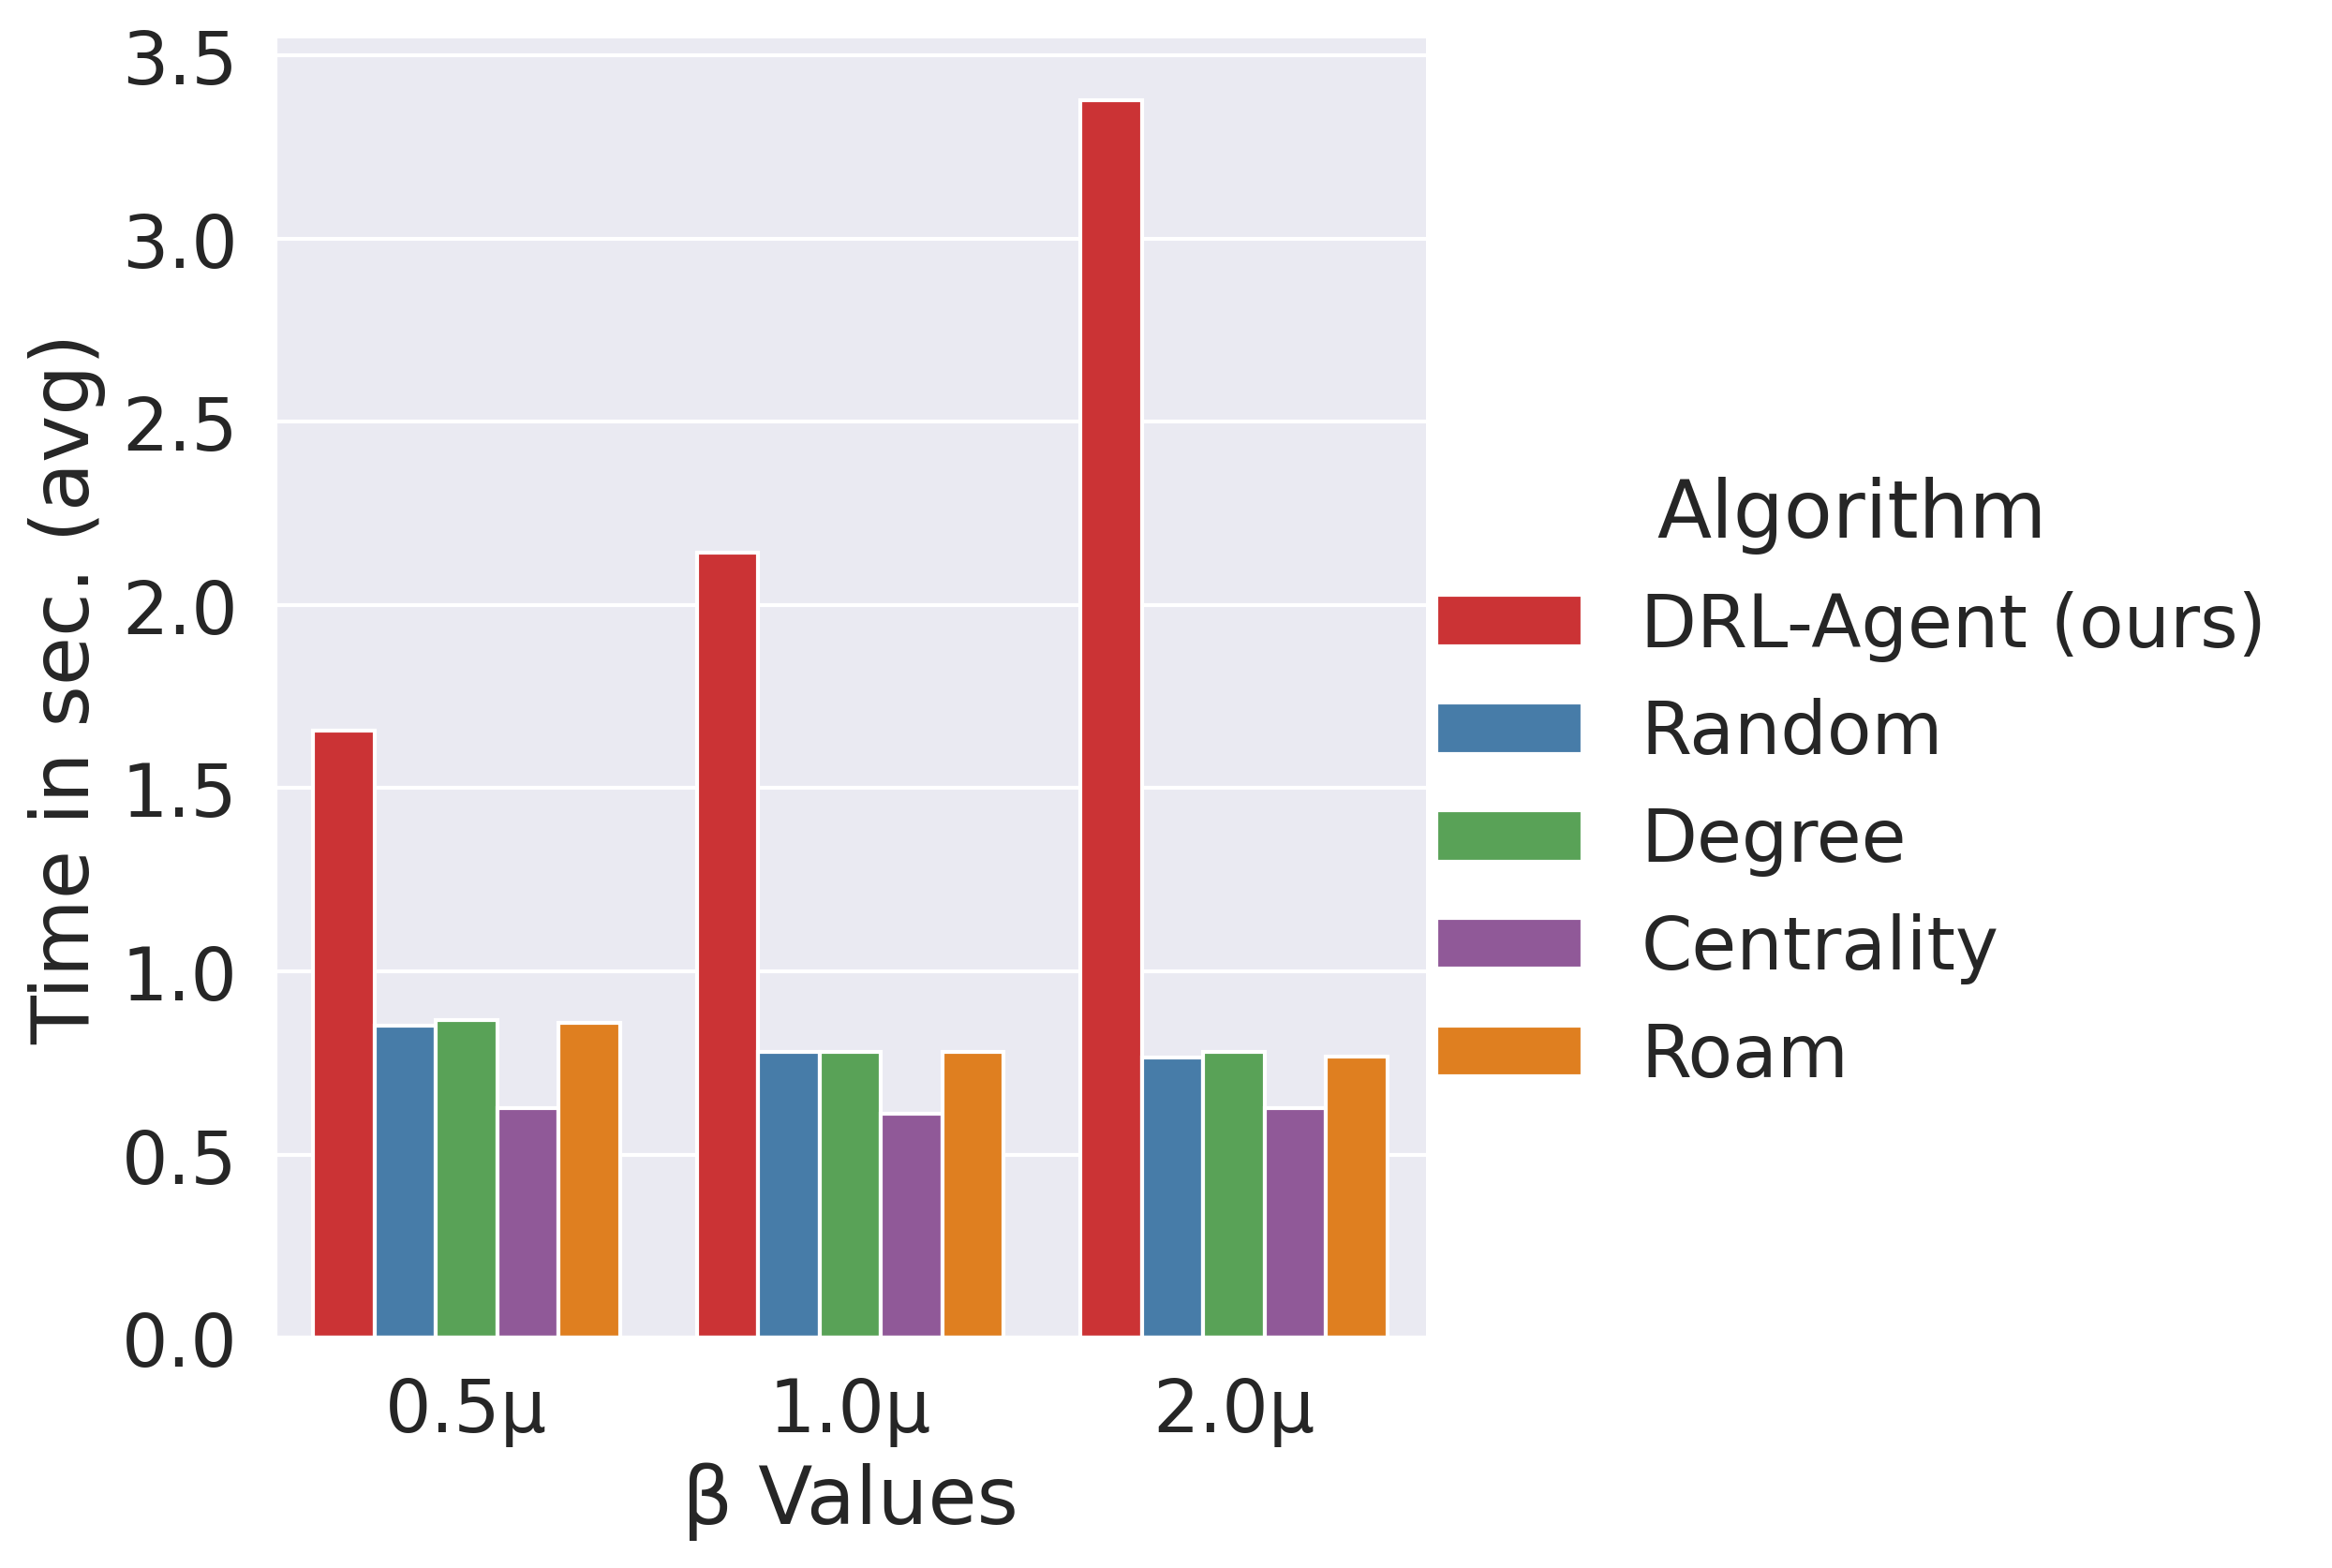 3.5
3.0
2.5
2.0
1.5
1.0
0.5
0.0
Time in sec. (avg)
0.5μ 1.0μ 2.0μ
β Values
Algorithm
DRL-Agent (ours)
Random
Degree
Centrality
Roam